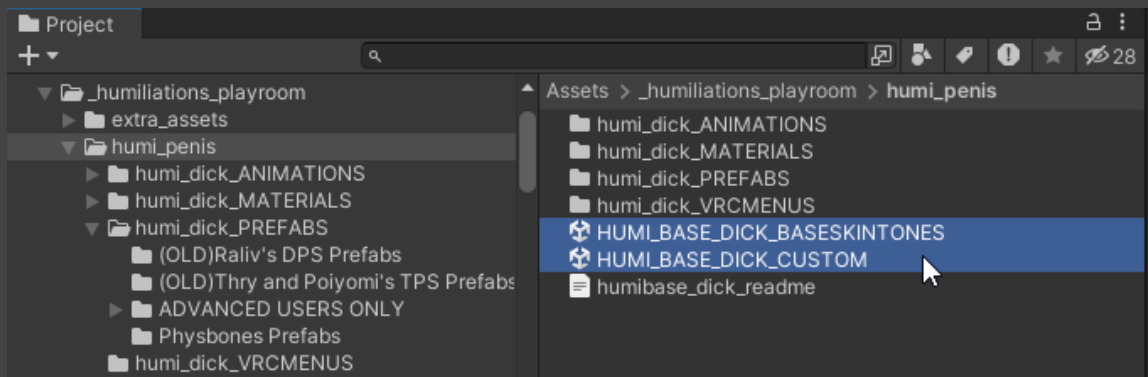 Project
28
_humiliations_playroom
extra_assets
humi_penis
humi_dick_ANIMATIONS
humi_dick_MATERIALS
humi_dick_PREFABS
(OLD)Raliv's DPS Prefabs
(OLD)Thry and Poiyomi's TPS Prefabs
ADVANCED USERS ONLY
Physbones Prefabs
humi_dick_VRCMENUS
Assets > _humiliations_playroom > humi_penis
humi_dick_ANIMATIONS
humi_dick_MATERIALS
humi_dick_PREFABS
humi_dick_VRCMENUS
HUMI_BASE_DICK_BASESKINTONES
HUMI_BASE_DICK_CUSTOM
humibase_dick_readme